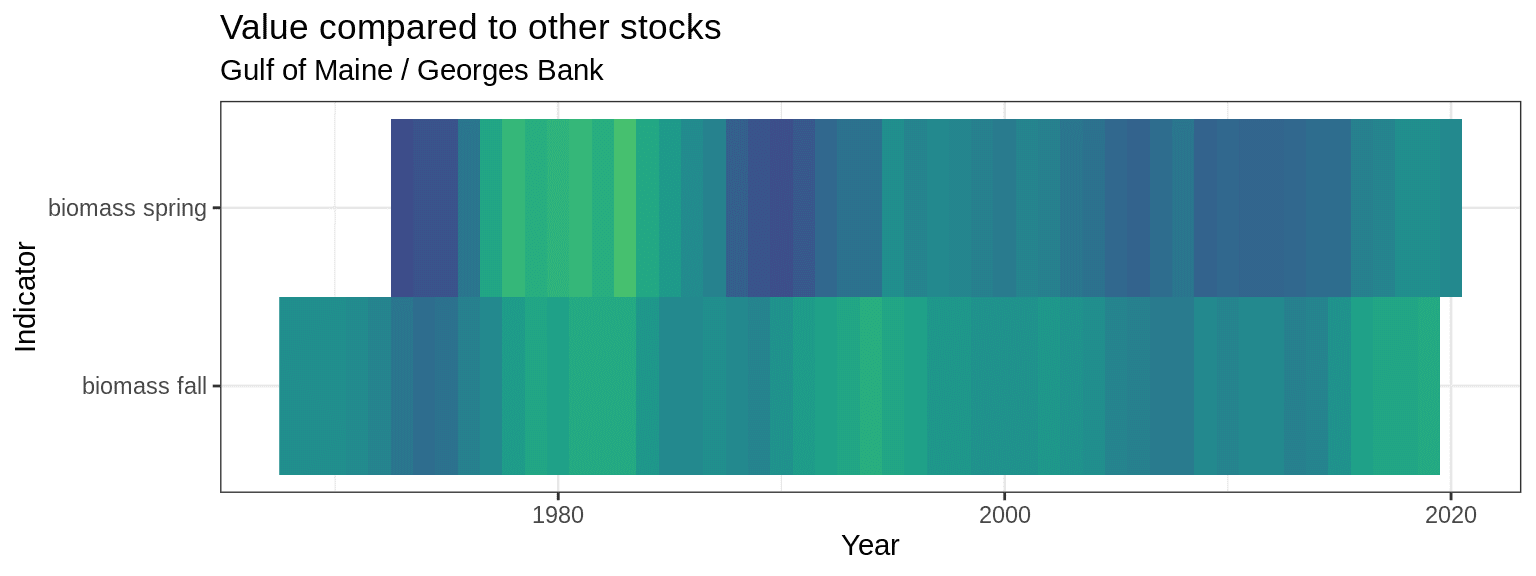 Value compared to other stocks
Gulf of Maine / Georges Bank
Indicator
biomass spring
biomass fall
1980 2000 2020
Year